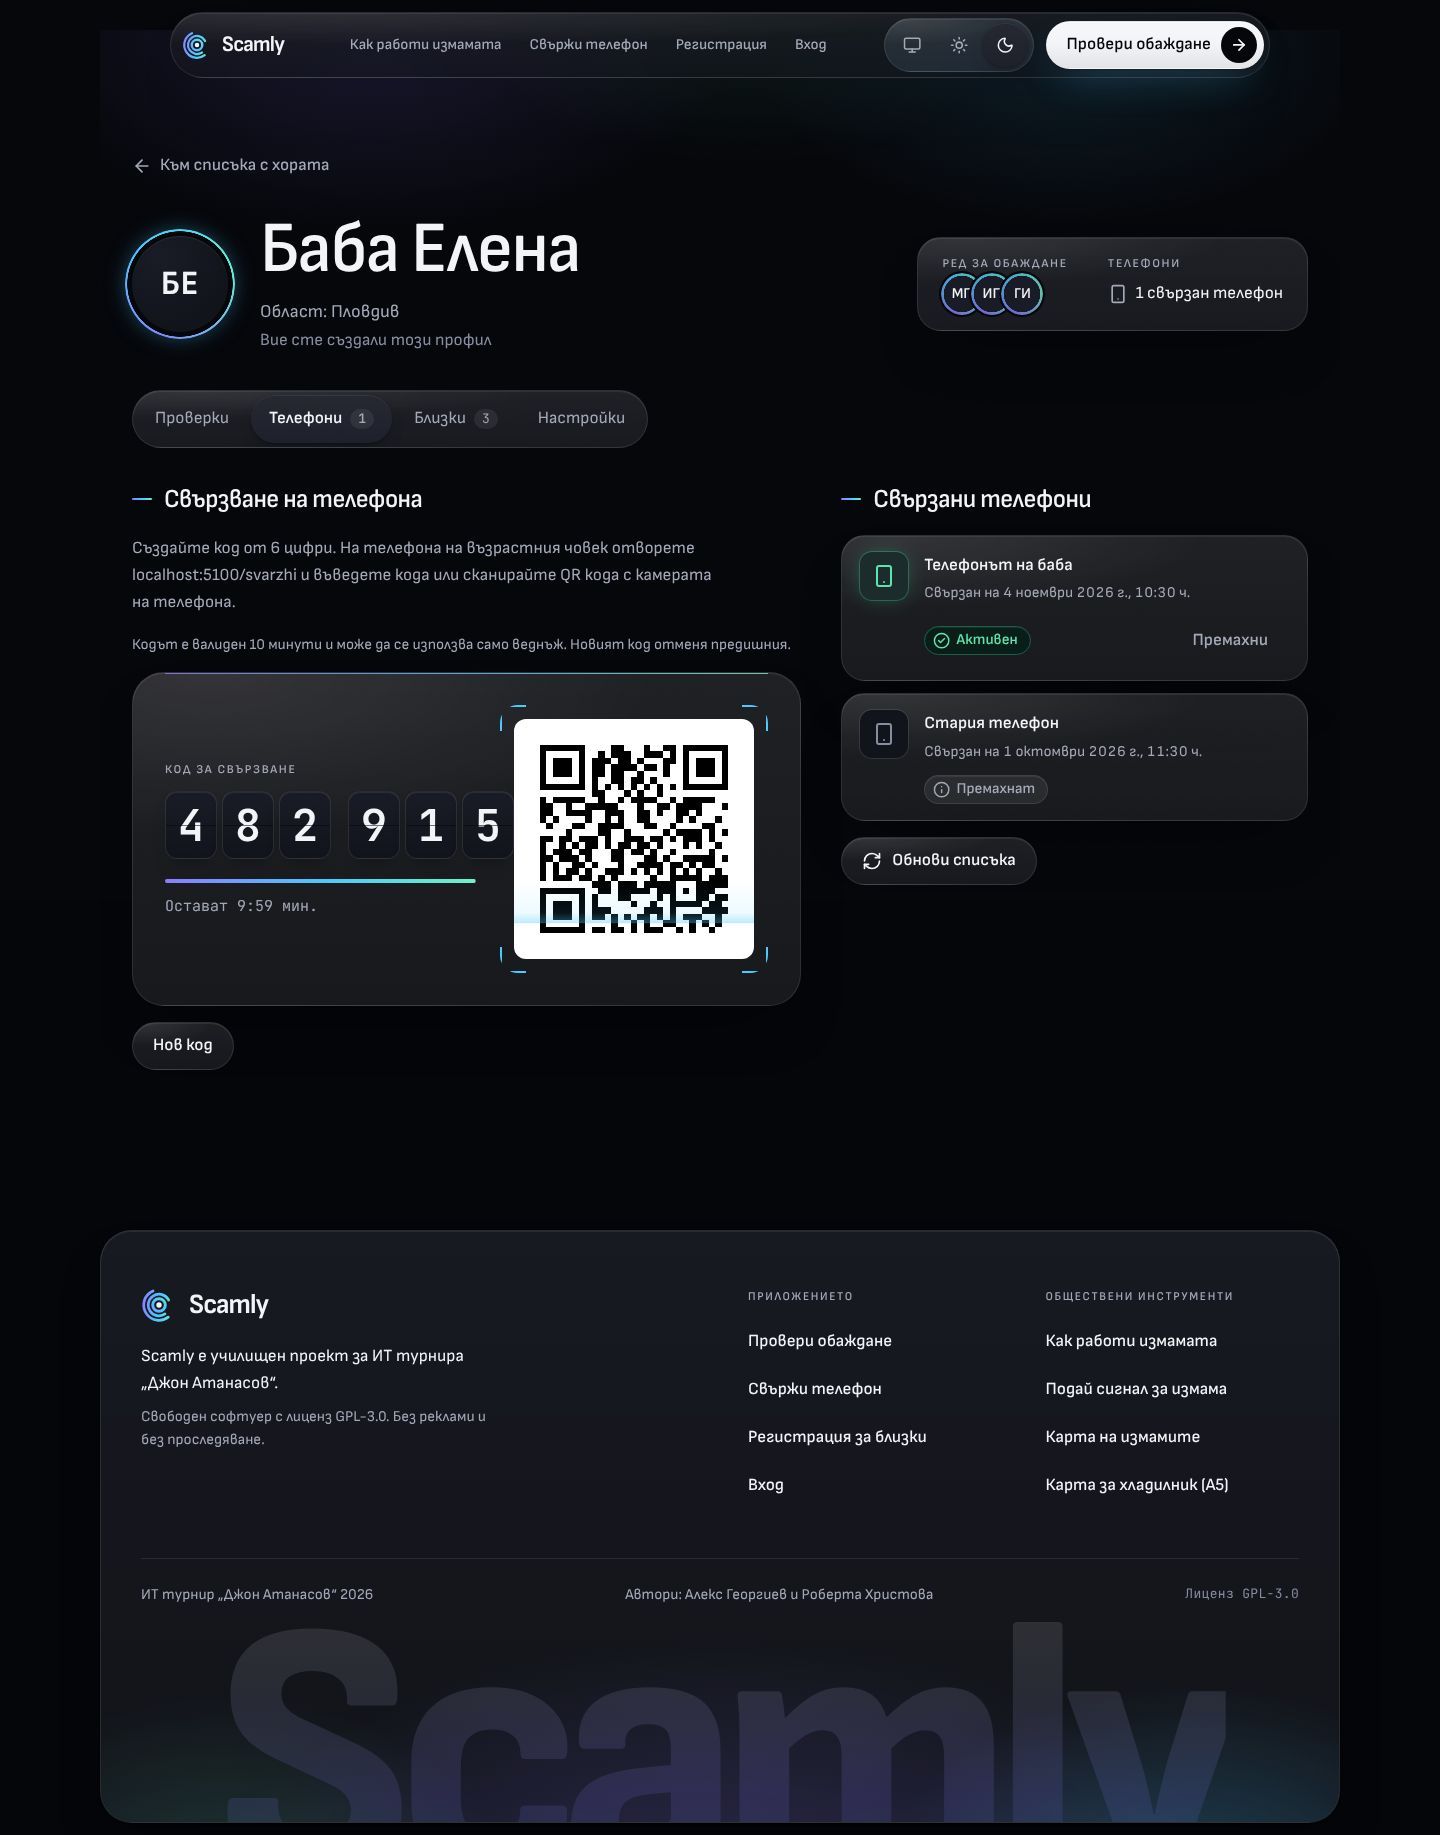 Scamly
Как работи измамата
Свържи телефон
Регистрация
Вход
Провери обаждане
Към списъка с хората
БЕ
Баба Елена
Област: Пловдив
Вие сте създали този профил
РЕД ЗА ОБАЖДАНЕ
МГ ИГ ГИ
ТЕЛЕФОНИ
1 свързан телефон
Проверки
Телефони 1
Близки 3
Настройки
Свързване на телефона
Създайте код от 6 цифри. На телефона на възрастния човек отворете
localhost:5100/svarzhi и въведете кода или сканирайте QR кода с камерата
на телефона.
Кодът е валиден 10 минути и може да се използва само веднъж. Новият код отменя предишния.
КОД ЗА СВЪРЗВАНЕ
4 8 2 9 1 5
Остават 9:59 мин.
Нов код
Свързани телефони
Телефонът на баба
Свързан на 4 ноември 2026 г., 10:30 ч.
Активен
Премахни
Стария телефон
Свързан на 1 октомври 2026 г., 11:30 ч.
Премахнат
Обнови списъка
Scamly
Scamly е училищен проект за ИТ турнира
„Джон Атанасов“.
Свободен софтуер с лиценз GPL-3.0. Без реклами и
без проследяване.
ПРИЛОЖЕНИЕТО
Провери обаждане
Свържи телефон
Регистрация за близки
Вход
ОБЩЕСТВЕНИ ИНСТРУМЕНТИ
Как работи измамата
Подай сигнал за измама
Карта на измамите
Карта за хладилник (A5)
ИТ турнир „Джон Атанасов“ 2026
Автори: Алекс Георгиев и Роберта Христова
Лиценз GPL-3.0
Scamly